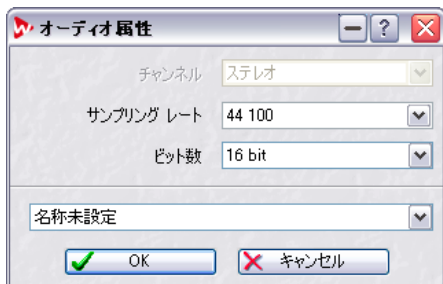 オーディオ属性
チャンネル ステレオ
サンプリング レート 44 100
ビット数 16 bit
名称未設定
OK キャンセル